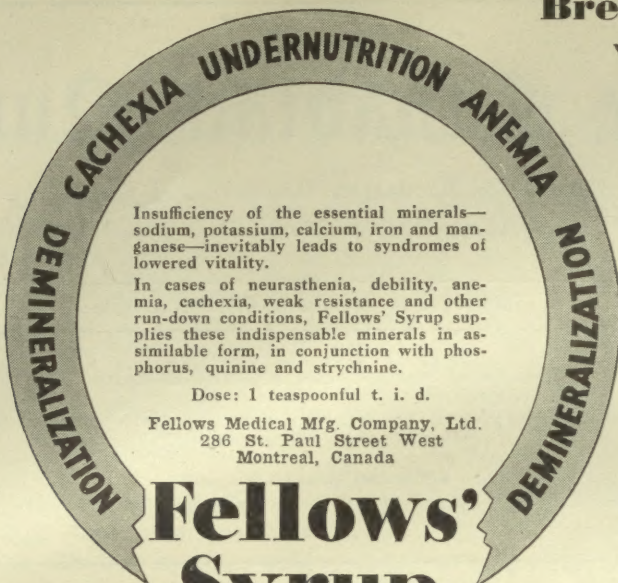 DEMINERALIZATION CACHEXIA UNDERNUTRITION ANEMIA DEMINERALIZATION
Insufficiency of the essential minerals—
sodium, potassium, calcium, iron and man-
ganese—inevitably leads to syndromes of
lowered vitality.
In cases of neurasthenia, debility, ane-
mia, cachexia, weak resistance and other
run-down conditions, Fellows' Syrup sup-
plies these indispensable minerals in as-
similable form, in conjunction with phos-
phorus, quinine and strychnine.
Dose: 1 teaspoonful t. i. d.
Fellows Medical Mfg. Company, Ltd.
286 St. Paul Street West
Montreal, Canada
Fellows'
Syrup